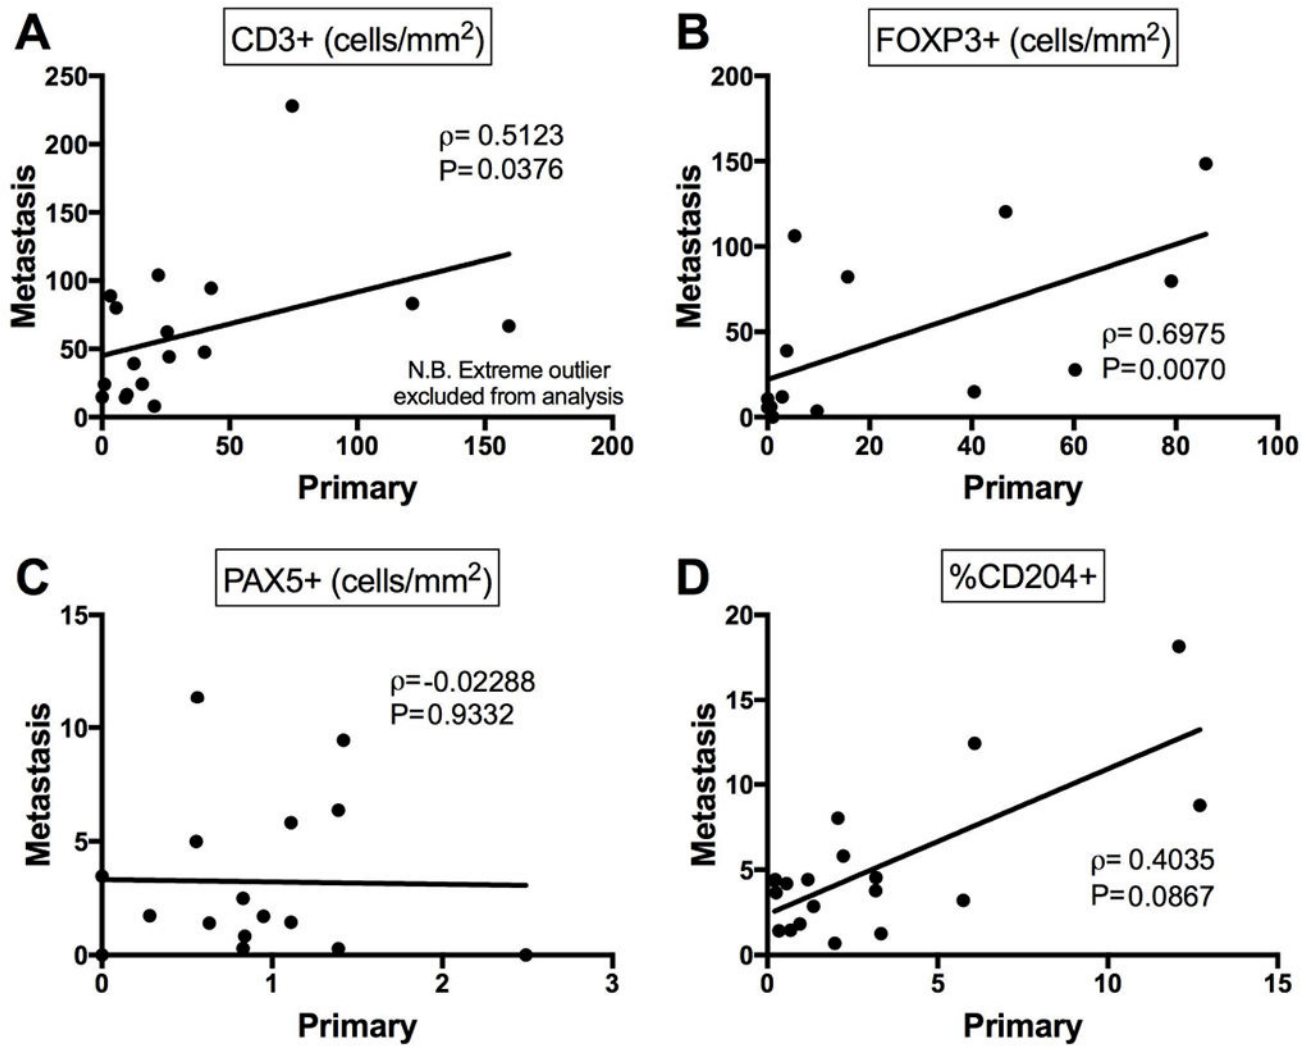 A
CD3+ (cells/mm²)
250
200
150
100
50
0
Metastasis
ρ= 0.5123
P= 0.0376
N.B. Extreme outlier
excluded from analysis
0 50 100 150 200
Primary
B
FOXP3+ (cells/mm²)
200
150
100
50
0
Metastasis
ρ= 0.6975
P= 0.0070
0 20 40 60 80 100
Primary
C
PAX5+ (cells/mm²)
15
10
5
0
Metastasis
ρ=-0.02288
P= 0.9332
0 1 2 3
Primary
D
%CD204+
20
15
10
5
0
Metastasis
ρ= 0.4035
P= 0.0867
0 5 10 15
Primary